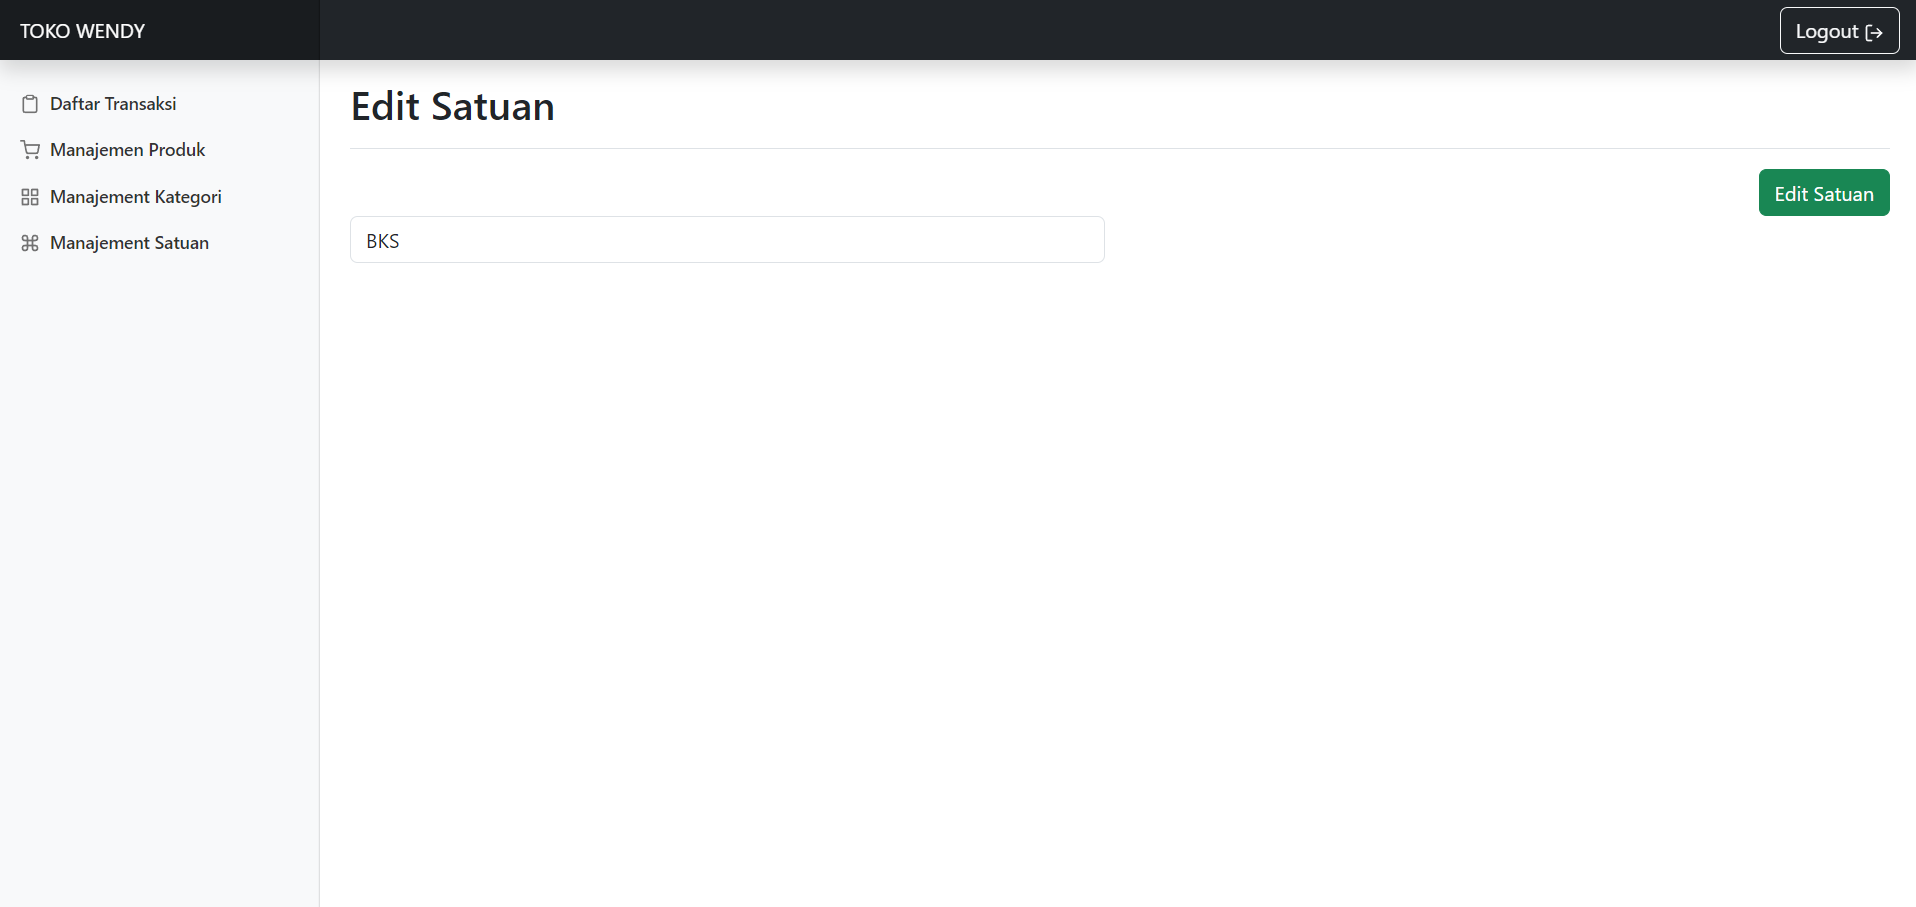 TOKO WENDY
Logout
Daftar Transaksi
Manajemen Produk
Manajement Kategori
Manajement Satuan
Edit Satuan
Edit Satuan
BKS